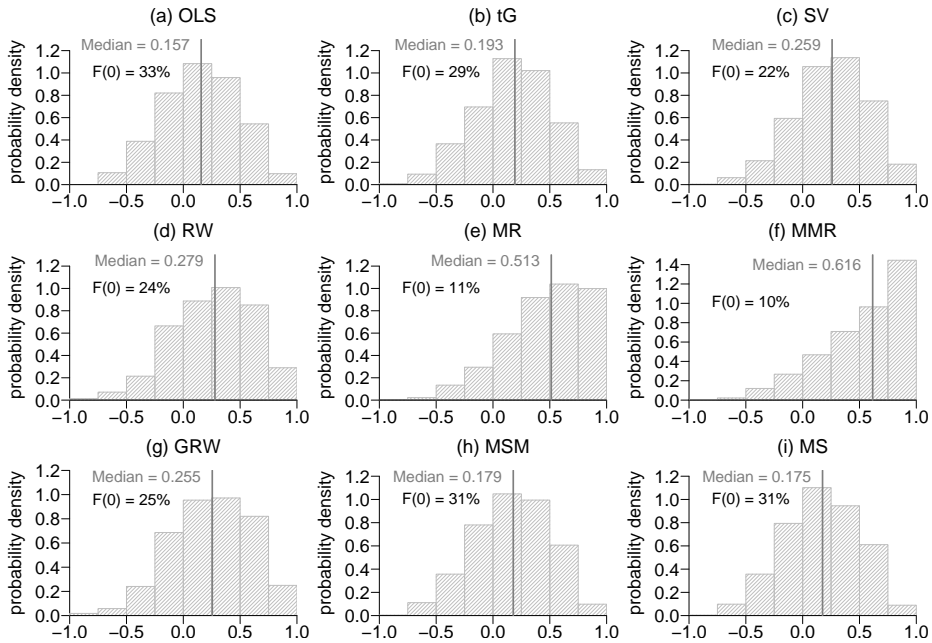 (a) OLS
probability density
0.0 0.2 0.4 0.6 0.8 1.0 1.2
Median = 0.157
F(0) = 33%
−1.0 −0.5 0.0 0.5 1.0
(b) tG
probability density
0.0 0.2 0.4 0.6 0.8 1.0 1.2
Median = 0.193
F(0) = 29%
−1.0 −0.5 0.0 0.5 1.0
(c) SV
probability density
0.0 0.2 0.4 0.6 0.8 1.0 1.2
Median = 0.259
F(0) = 22%
−1.0 −0.5 0.0 0.5 1.0
(d) RW
probability density
0.0 0.2 0.4 0.6 0.8 1.0 1.2
Median = 0.279
F(0) = 24%
−1.0 −0.5 0.0 0.5 1.0
(e) MR
probability density
0.0 0.2 0.4 0.6 0.8 1.0 1.2
Median = 0.513
F(0) = 11%
−1.0 −0.5 0.0 0.5 1.0
(f) MMR
probability density
0.0 0.2 0.4 0.6 0.8 1.0 1.2 1.4
Median = 0.616
F(0) = 10%
−1.0 −0.5 0.0 0.5 1.0
(g) GRW
probability density
0.0 0.2 0.4 0.6 0.8 1.0 1.2
Median = 0.255
F(0) = 25%
−1.0 −0.5 0.0 0.5 1.0
(h) MSM
probability density
0.0 0.2 0.4 0.6 0.8 1.0 1.2
Median = 0.179
F(0) = 31%
−1.0 −0.5 0.0 0.5 1.0
(i) MS
probability density
0.0 0.2 0.4 0.6 0.8 1.0 1.2
Median = 0.175
F(0) = 31%
−1.0 −0.5 0.0 0.5 1.0